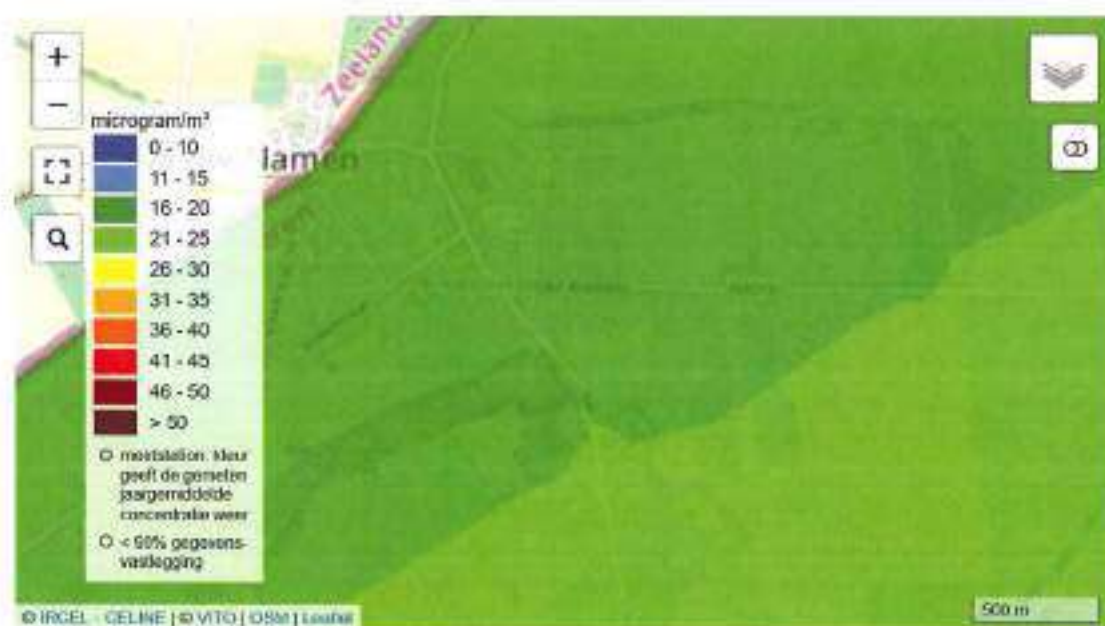 Zeeland
+
−
microgram/m³
0 - 10
11 - 15
16 - 20
21 - 25
26 - 30
31 - 35
36 - 40
41 - 45
46 - 50
> 50
meetstation: kleur
geeft de gemeten
jaargemiddelde
concentratie weer
gegevens-
vastlegging
© IRCEL - CELINE | © VITO | OSM | Leaflet
500 m